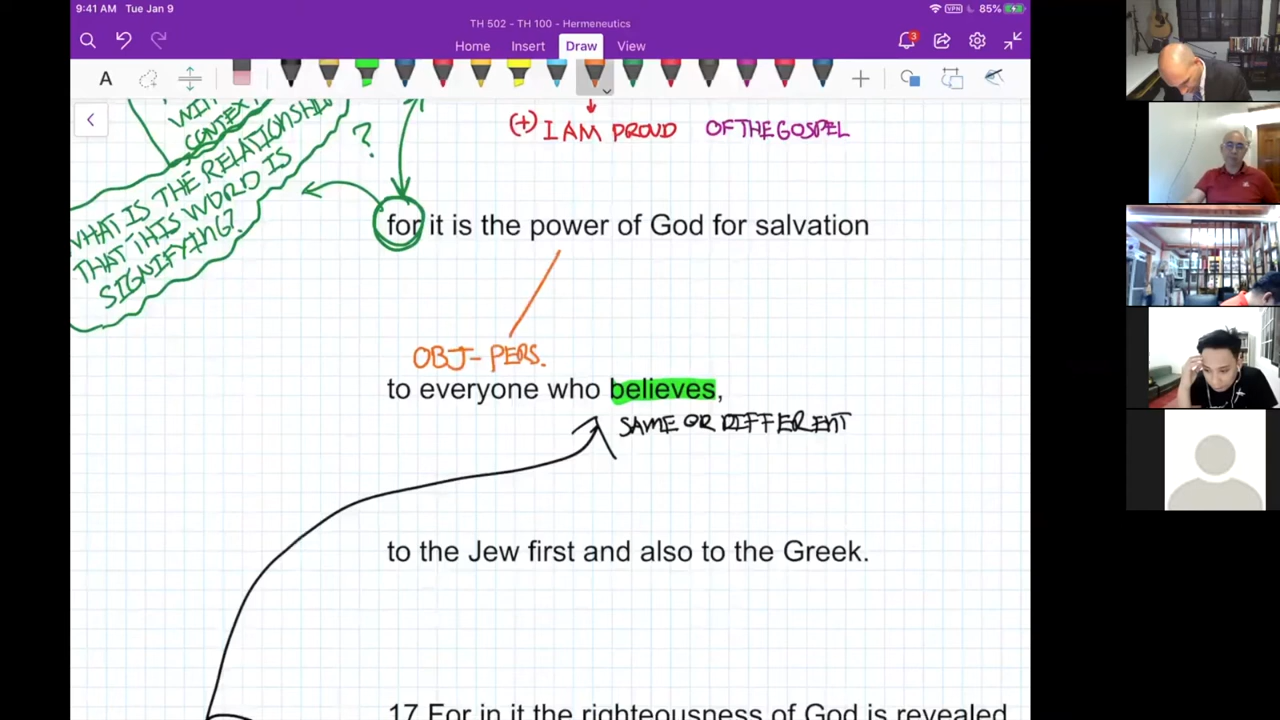 9:41 AM Tue Jan 9
VPN 85%
TH 502 - TH 100 - Hermeneutics
Home Insert Draw View
3
A
WITH
CONTEXT
WHAT IS THE RELATIONSHIP
THAT THIS WORD IS
SIGNIFYING?
?
(+) I AM PROUD OF THE GOSPEL
for it is the power of God for salvation
OBJ- PERS.
to everyone who believes,
SAME OR DIFFERENT
to the Jew first and also to the Greek.
17 For in it the righteousness of God is revealed